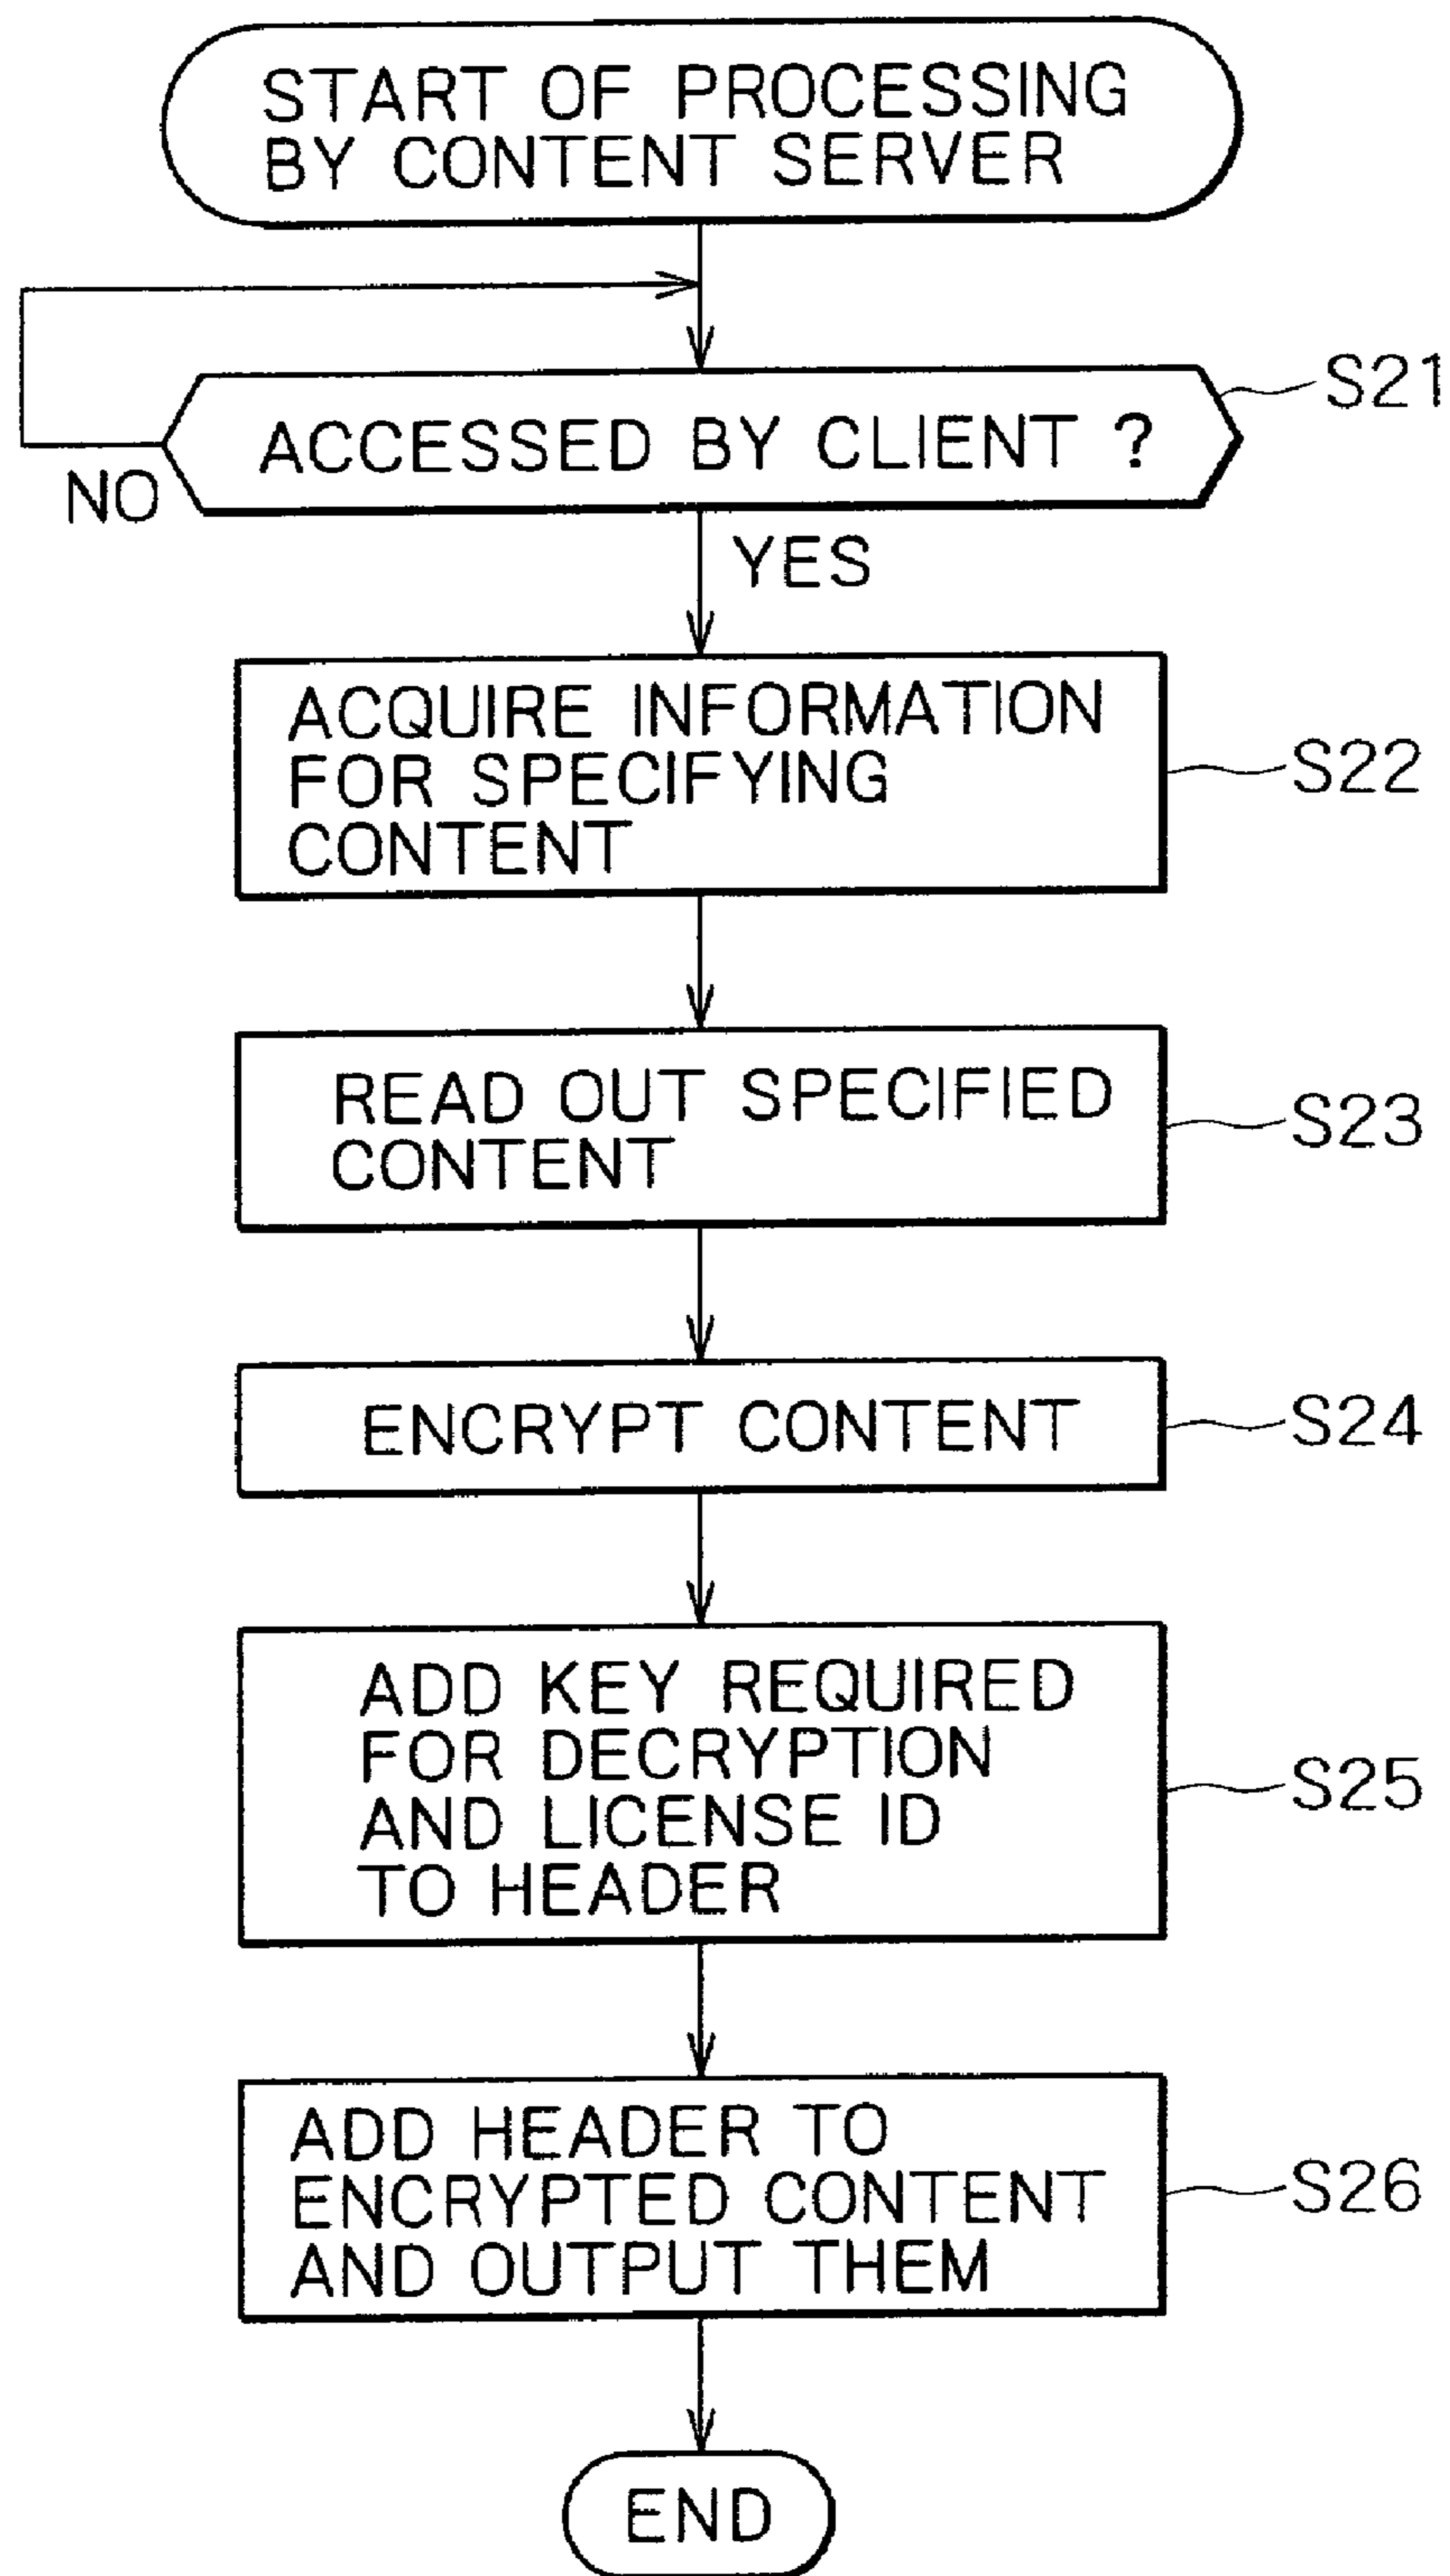 START OF PROCESSING
BY CONTENT SERVER
S21
ACCESSED BY CLIENT ?
NO
YES
ACQUIRE INFORMATION
FOR SPECIFYING
CONTENT
S22
READ OUT SPECIFIED
CONTENT
S23
ENCRYPT CONTENT
S24
ADD KEY REQUIRED
FOR DECRYPTION
AND LICENSE ID
TO HEADER
S25
ADD HEADER TO
ENCRYPTED CONTENT
AND OUTPUT THEM
S26
END